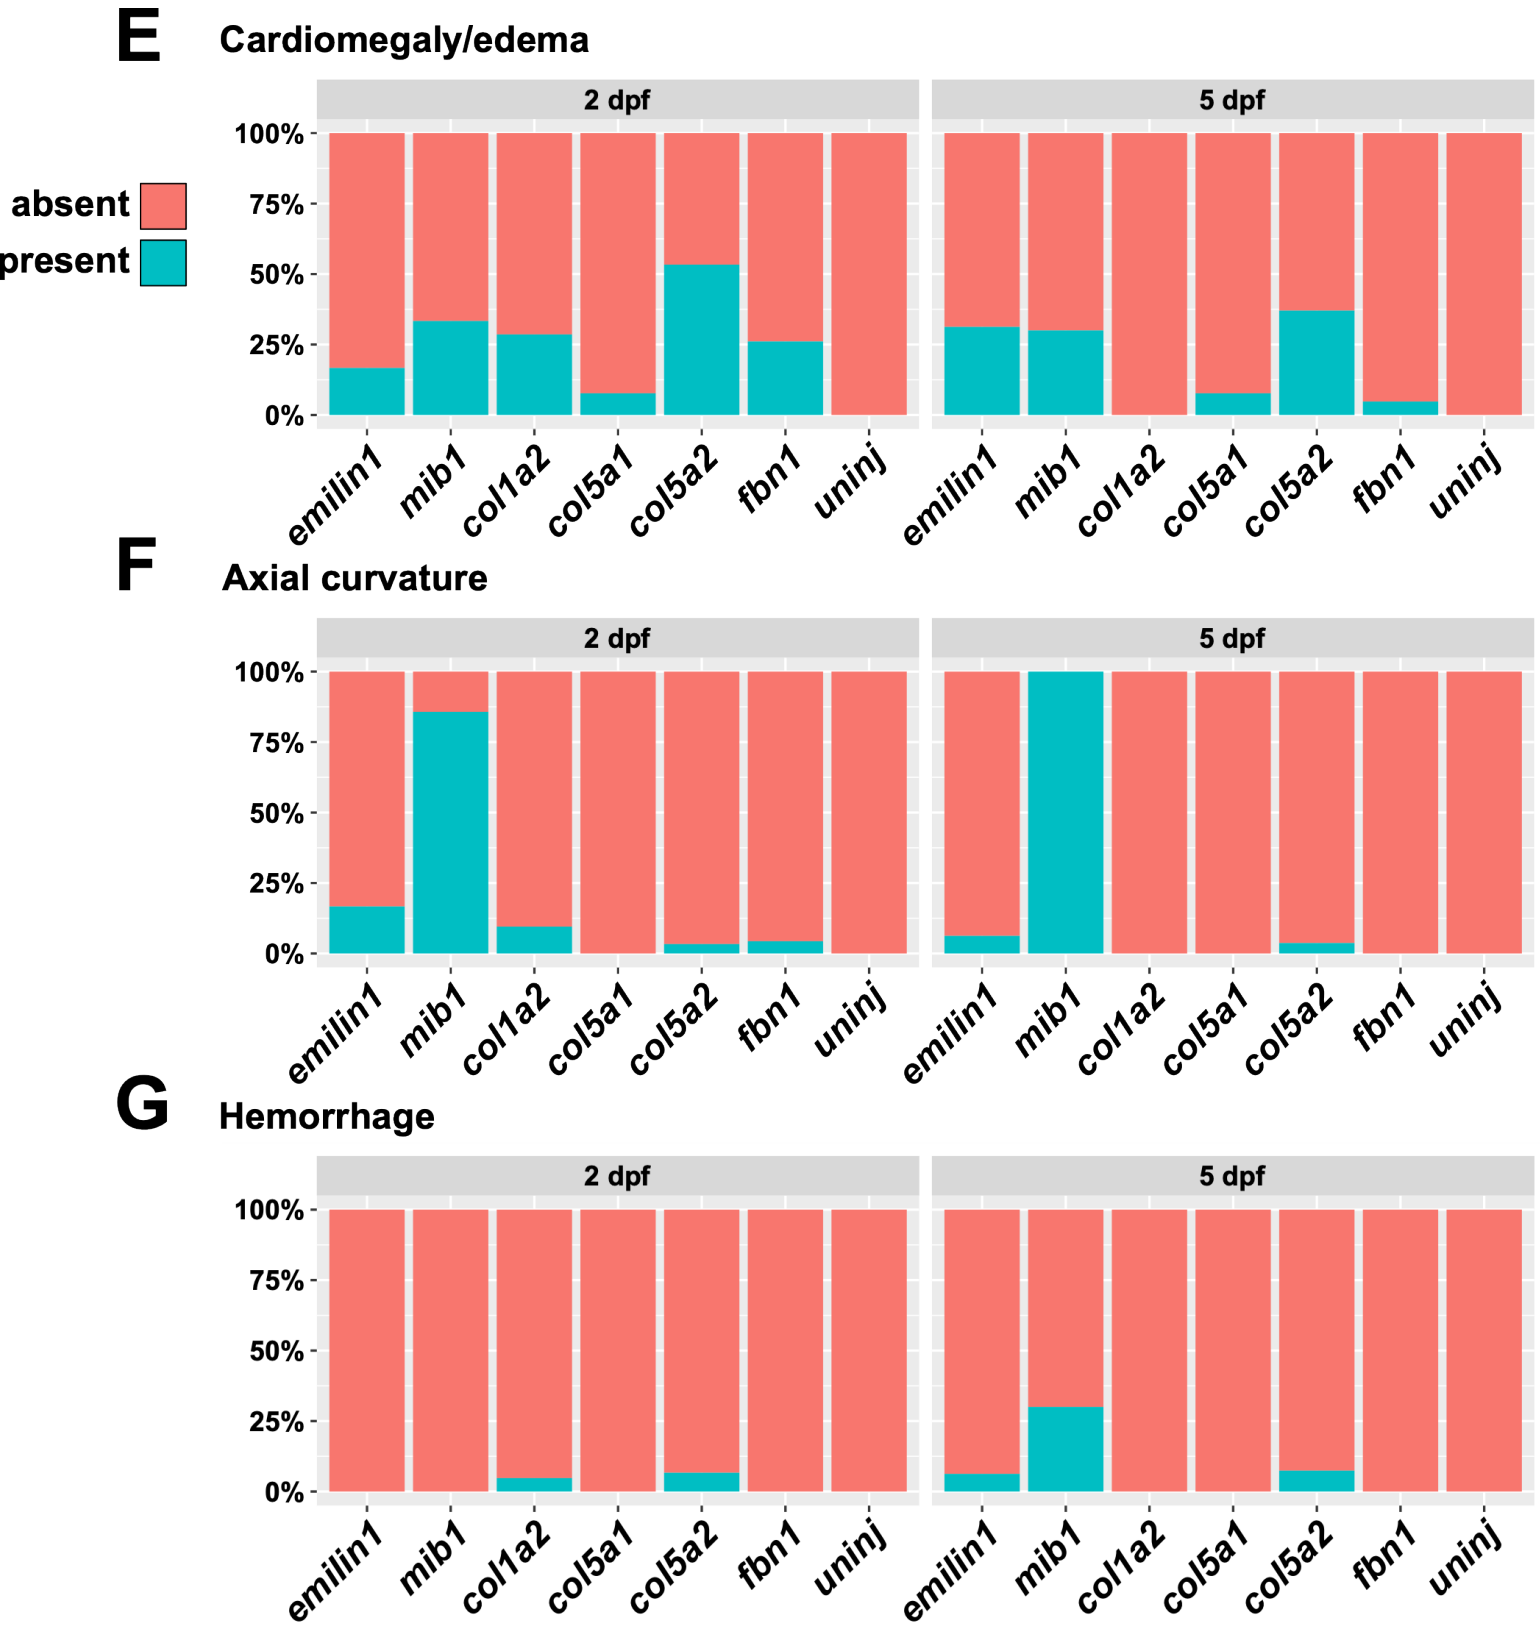 E Cardiomegaly/edema
absent
present
2 dpf 5 dpf
100%
75%
50%
25%
0%
emilin1 mib1 col1a2 col5a1 col5a2 fbn1 uninj emilin1 mib1 col1a2 col5a1 col5a2 fbn1 uninj
F Axial curvature
2 dpf 5 dpf
100%
75%
50%
25%
0%
emilin1 mib1 col1a2 col5a1 col5a2 fbn1 uninj emilin1 mib1 col1a2 col5a1 col5a2 fbn1 uninj
G Hemorrhage
2 dpf 5 dpf
100%
75%
50%
25%
0%
emilin1 mib1 col1a2 col5a1 col5a2 fbn1 uninj emilin1 mib1 col1a2 col5a1 col5a2 fbn1 uninj